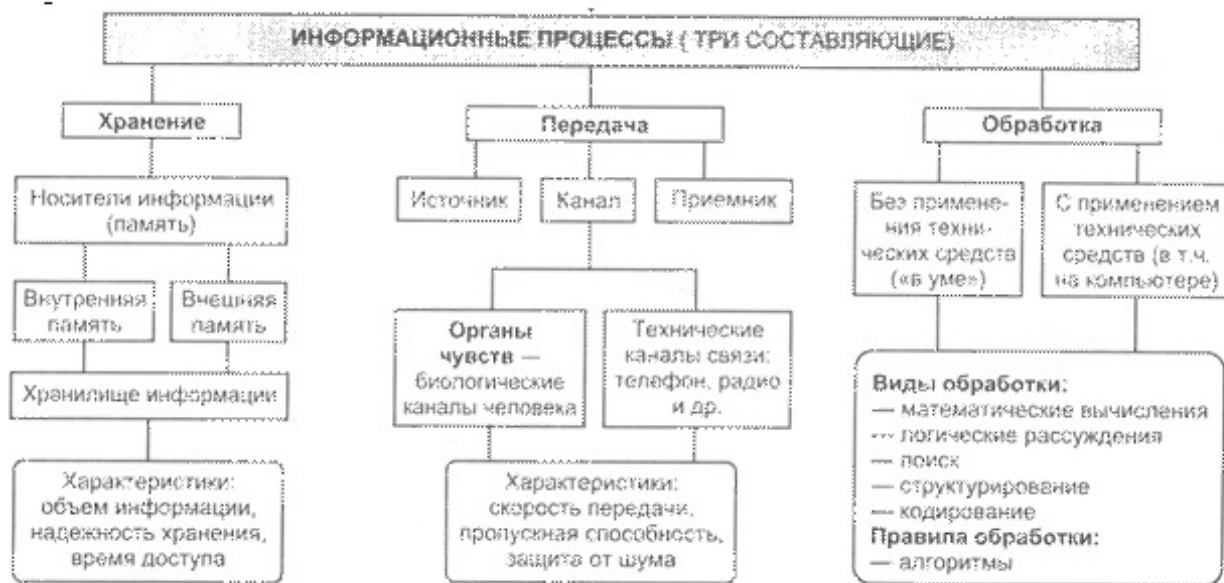 ИНФОРМАЦИОННЫЕ ПРОЦЕССЫ ( ТРИ СОСТАВЛЯЮЩИЕ)
Хранение
Носители информации
(память)
Внутренняя
память
Внешняя
память
Хранилище информации
Характеристики:
объем информации,
надежность хранения,
время доступа
Передача
Источник
Канал
Приемник
Органы
чувств —
биологические
каналы человека
Технические
каналы связи:
телефон, радио
и др.
Характеристики:
скорость передачи,
пропускная способность,
защита от шума
Обработка
Без примене-
ния техни-
ческих средств
(«в уме»)
С применением
технических
средств (в т.ч.
на компьютере)
Виды обработки:
— математические вычисления
— логические рассуждения
— поиск
— структурирование
— кодирование
Правила обработки:
— алгоритмы